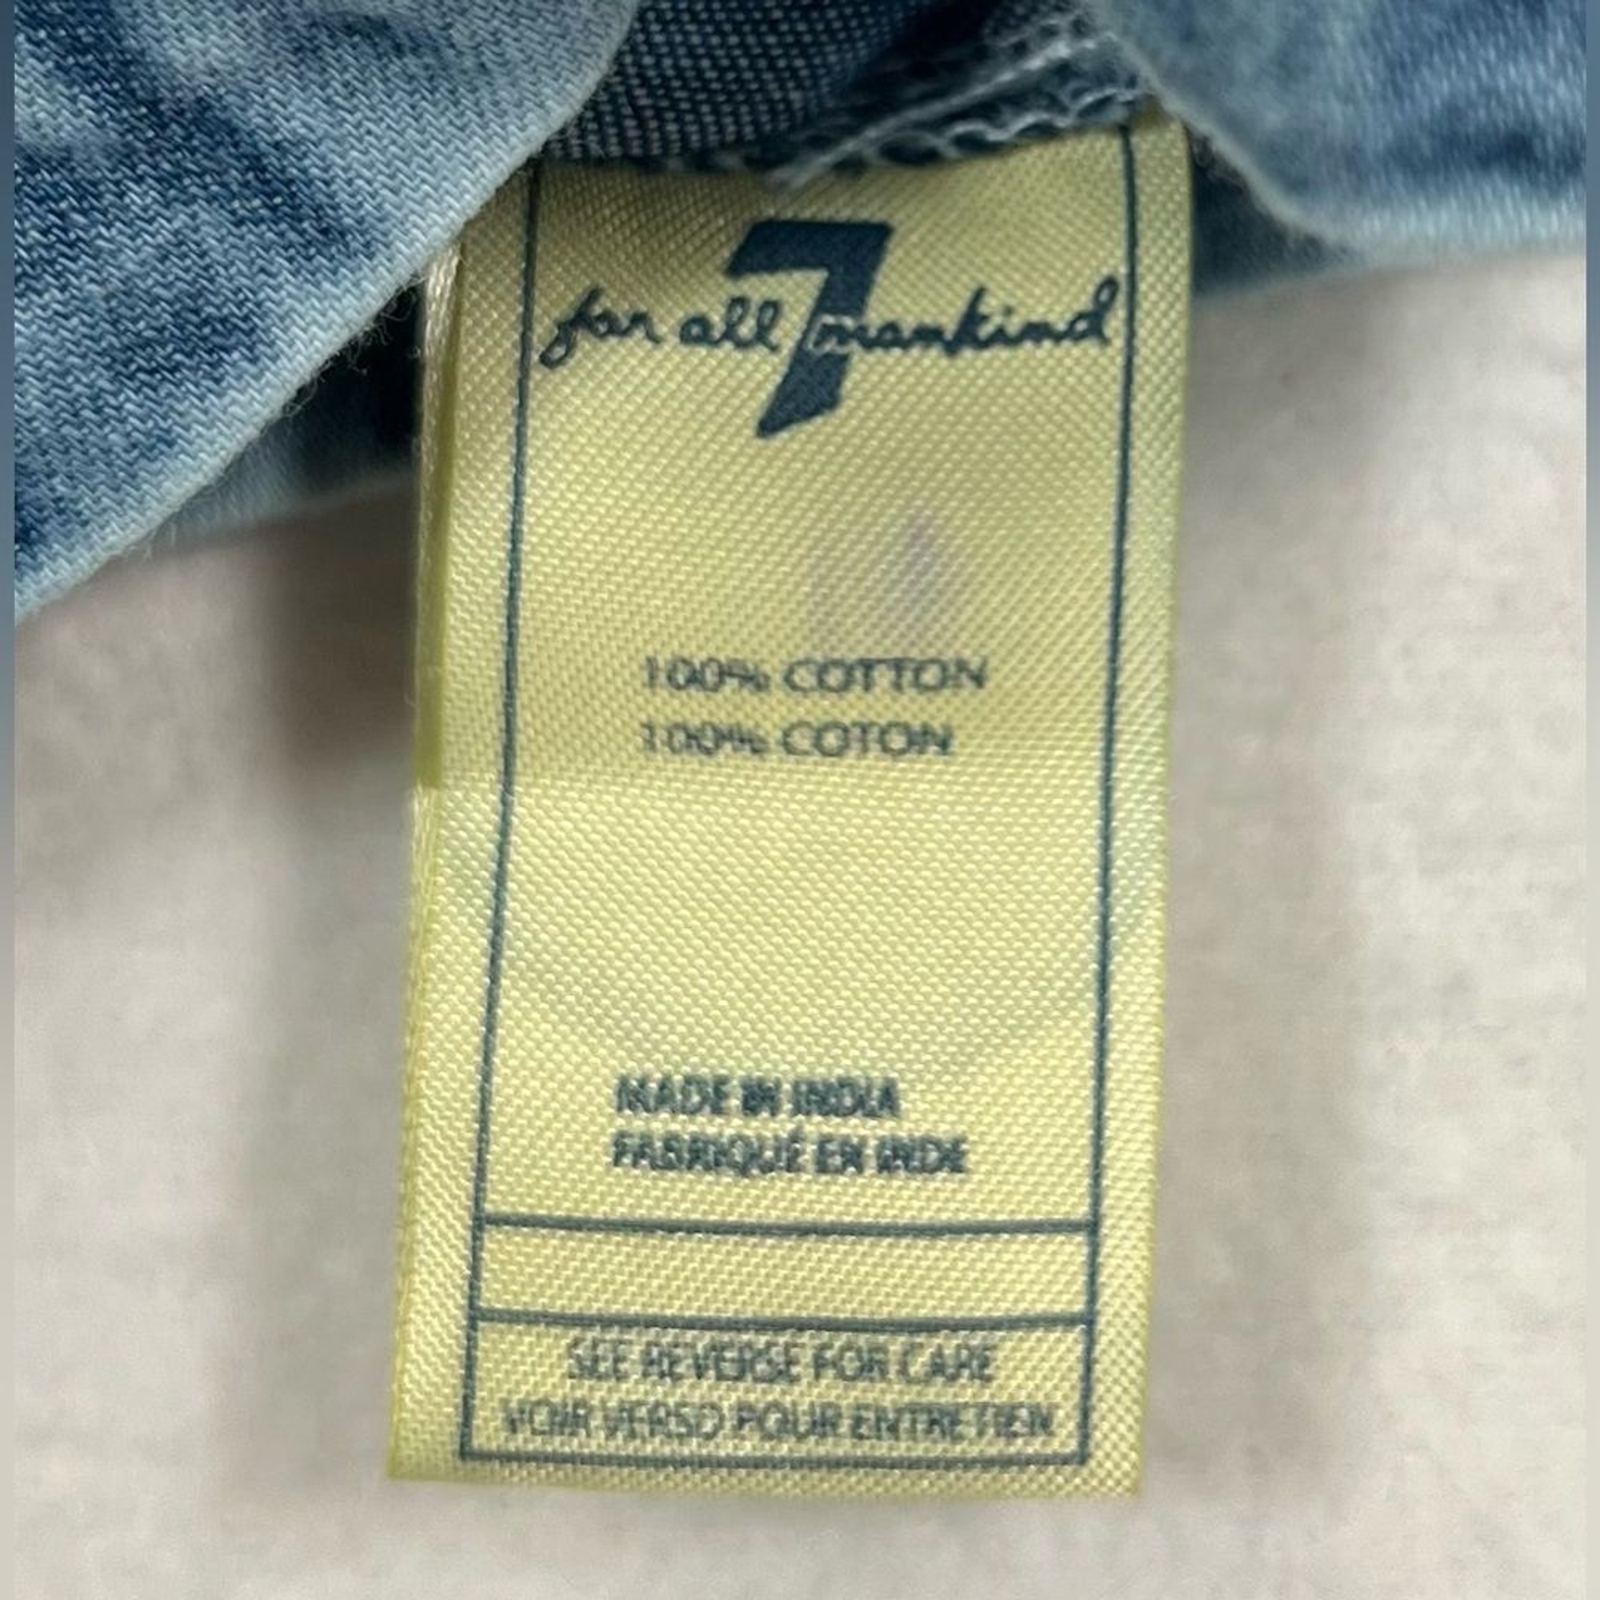 7
for all mankind
100% COTTON
100% COTON
MADE IN INDIA
FABRIQUÉ EN INDE
SEE REVERSE FOR CARE
VOIR VERSO POUR ENTRETIEN